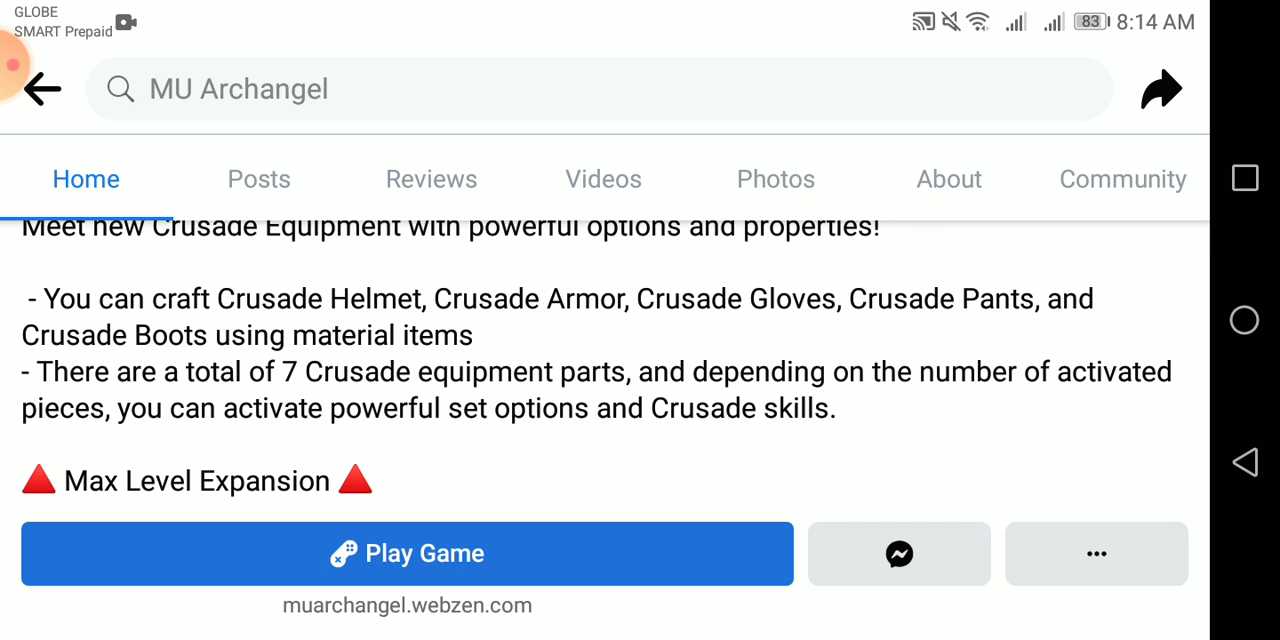 GLOBE
SMART Prepaid
83 8:14 AM
MU Archangel
Home Posts Reviews Videos Photos About Community
Meet new Crusade Equipment with powerful options and properties!
- You can craft Crusade Helmet, Crusade Armor, Crusade Gloves, Crusade Pants, and
Crusade Boots using material items
- There are a total of 7 Crusade equipment parts, and depending on the number of activated
pieces, you can activate powerful set options and Crusade skills.
🔺 Max Level Expansion 🔺
Play Game
muarchangel.webzen.com